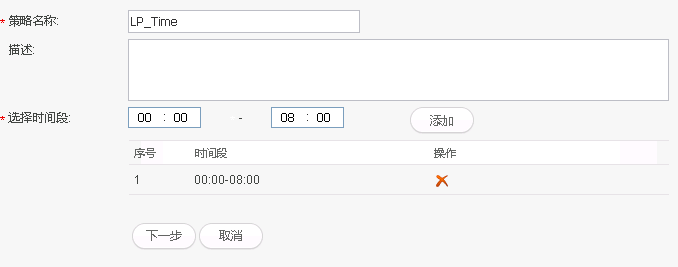 * 策略名称: LP_Time
描述:
* 选择时间段: 00 : 00 - 08 : 00 添加
序号 时间段 操作
1 00:00-08:00
下一步 取消